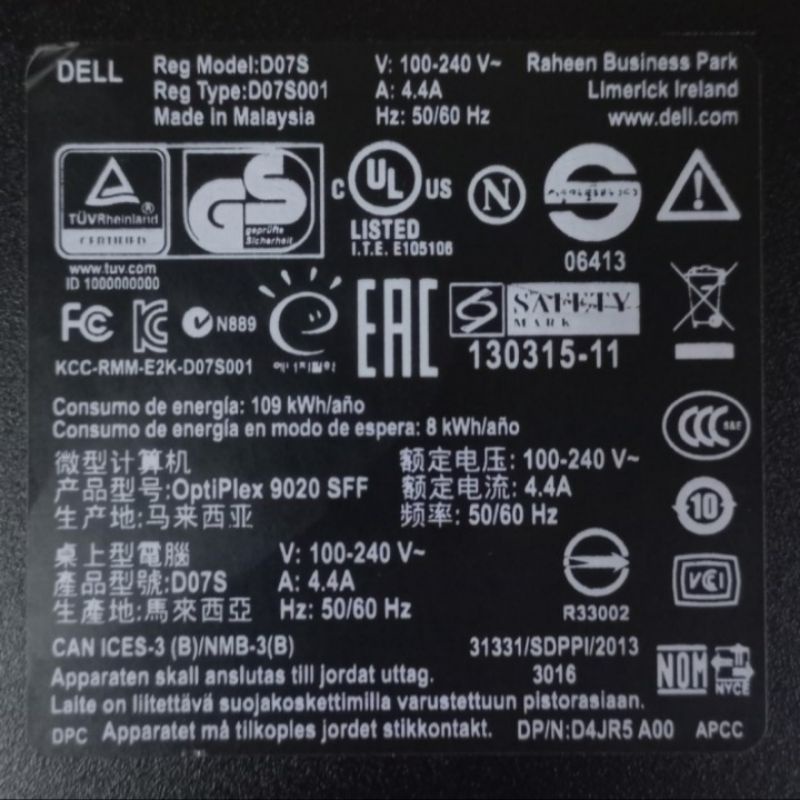 DELL
Reg Model:D07S
Reg Type:D07S001
Made in Malaysia
V: 100-240 V~
A: 4.4A
Hz: 50/60 Hz
Raheen Business Park
Limerick Ireland
www.dell.com
TÜVRheinland
CERTIFIED
www.tuv.com
ID 1000000000
GS
geprüfte
Sicherheit
C UL US
LISTED
I.T.E. E105106
N
06413
FC
N889
KCC-RMM-E2K-D07S001
EAC
SAFETY
MARK
130315-11
Consumo de energía: 109 kWh/año
Consumo de energía en modo de espera: 8 kWh/año
CCC S&E
微型计算机
产品型号:OptiPlex 9020 SFF
生产地:马来西亚
额定电压: 100-240 V~
额定电流: 4.4A
频率: 50/60 Hz
10
桌上型電腦
產品型號:D07S
生產地:馬來西亞
V: 100-240 V~
A: 4.4A
Hz: 50/60 Hz
R33002
VCI
CAN ICES-3 (B)/NMB-3(B)
31331/SDPPI/2013
3016
NOM
NYCE
Apparaten skall anslutas till jordat uttag.
Laite on liitettävä suojakoskettimilla varustettuun pistorasiaan.
DPC Apparatet må tilkoples jordet stikkontakt. DP/N:D4JR5 A00 APCC